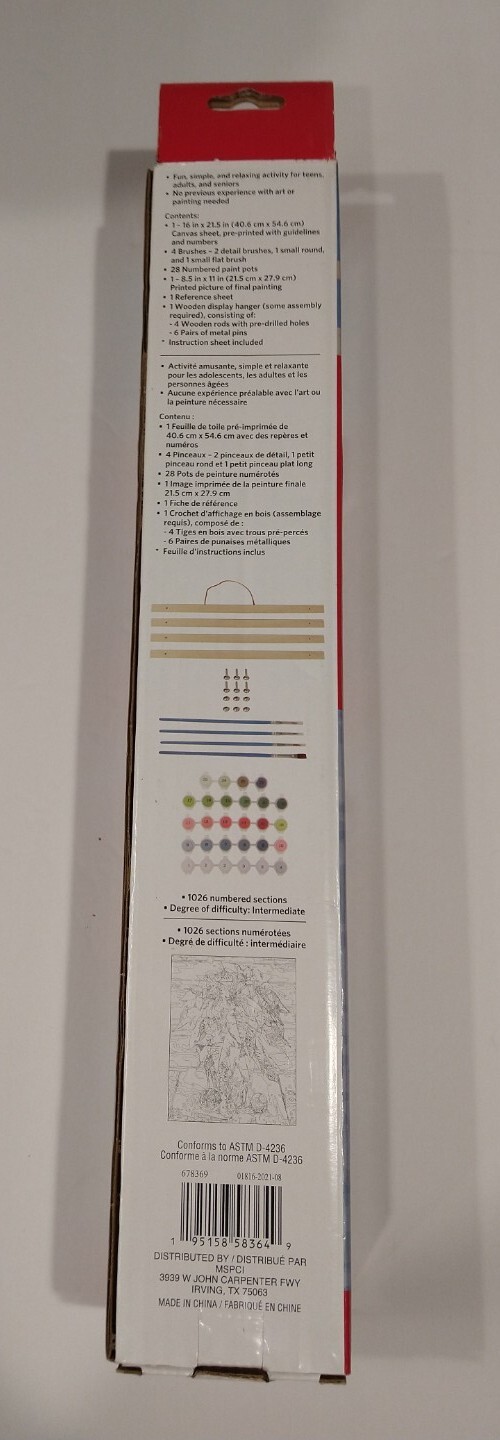 • Fun, simple, and relaxing activity for teens,
adults, and seniors
• No previous experience with art or
painting needed
Contents:
• 1 - 16 in x 21.5 in (40.6 cm x 54.6 cm)
Canvas sheet, pre-printed with guidelines
and numbers
• 4 Brushes - 2 detail brushes, 1 small round,
and 1 small flat brush
• 28 Numbered paint pots
• 1 - 8.5 in x 11 in (21.5 cm x 27.9 cm)
Printed picture of final painting
• 1 Reference sheet
• 1 Wooden display hanger (some assembly
required), consisting of:
- 4 Wooden rods with pre-drilled holes
- 6 Pairs of metal pins
* Instruction sheet included
• Activité amusante, simple et relaxante
pour les adolescents, les adultes et les
personnes âgées
• Aucune expérience préalable avec l'art ou
la peinture nécessaire
Contenu :
• 1 Feuille de toile pré-imprimée de
40.6 cm x 54.6 cm avec des repères et
numéros
• 4 Pinceaux - 2 pinceaux de détail, 1 petit
pinceau rond et 1 petit pinceau plat long
• 28 Pots de peinture numérotés
• 1 Image imprimée de la peinture finale
21.5 cm x 27.9 cm
• 1 Fiche de référence
• 1 Crochet d'affichage en bois (assemblage
requis), composé de :
- 4 Tiges en bois avec trous pré-percés
- 6 Paires de punaises métalliques
* Feuille d'instructions inclus
• 1026 numbered sections
• Degree of difficulty: Intermediate
• 1026 sections numérotées
• Degré de difficulté : intermédiaire
Conforms to ASTM D-4236
Conforme à la norme ASTM D-4236
678369 01816-2021-08
1 95158 58364 9
DISTRIBUTED BY / DISTRIBUÉ PAR
MSPCI
3939 W JOHN CARPENTER FWY
IRVING, TX 75063
MADE IN CHINA / FABRIQUÉ EN CHINE